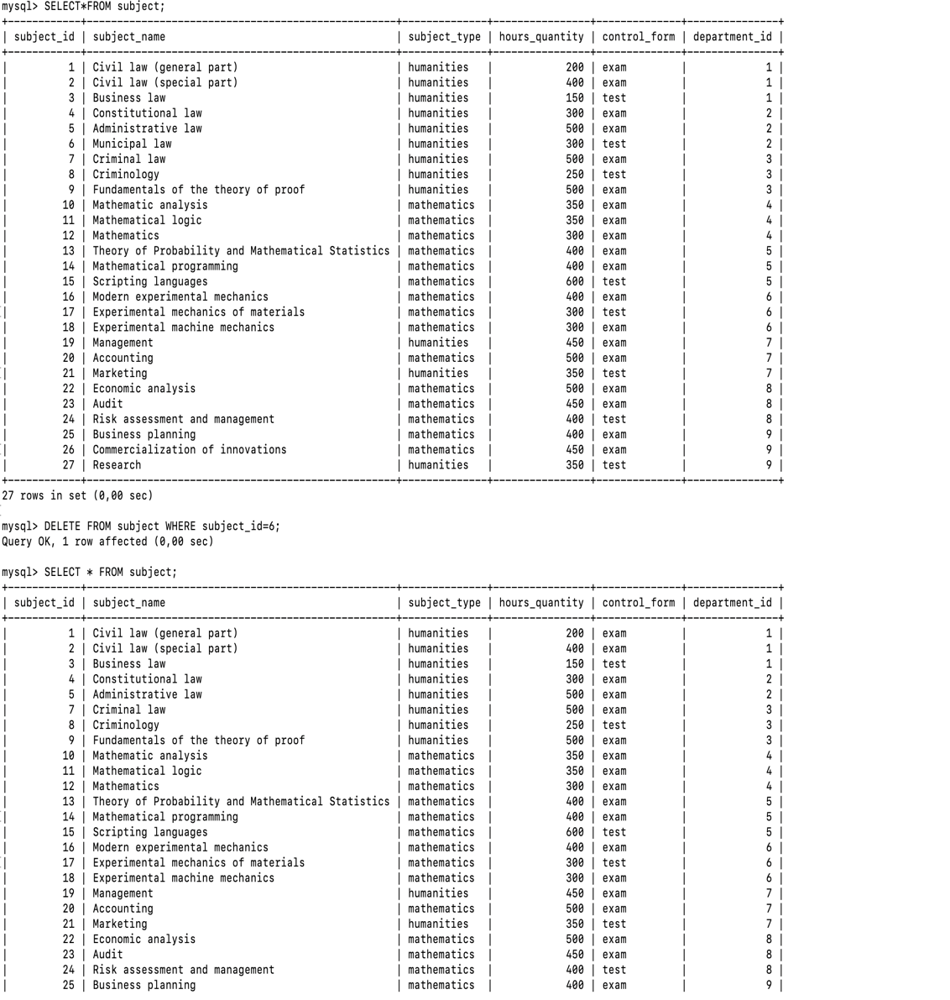 mysql> SELECT*FROM subject;
+------------+--------------------------------------------------+--------------+----------------+--------------+---------------+
| subject_id | subject_name                                     | subject_type | hours_quantity | control_form | department_id |
+------------+--------------------------------------------------+--------------+----------------+--------------+---------------+
|          1 | Civil law (general part)                         | humanities   |            200 | exam         |             1 |
|          2 | Civil law (special part)                         | humanities   |            400 | exam         |             1 |
|          3 | Business law                                     | humanities   |            150 | test         |             1 |
|          4 | Constitutional law                               | humanities   |            300 | exam         |             2 |
|          5 | Administrative law                               | humanities   |            500 | exam         |             2 |
|          6 | Municipal law                                    | humanities   |            300 | test         |             2 |
|          7 | Criminal law                                     | humanities   |            500 | exam         |             3 |
|          8 | Criminology                                      | humanities   |            250 | test         |             3 |
|          9 | Fundamentals of the theory of proof              | humanities   |            500 | exam         |             3 |
|         10 | Mathematic analysis                              | mathematics  |            350 | exam         |             4 |
|         11 | Mathematical logic                               | mathematics  |            350 | exam         |             4 |
|         12 | Mathematics                                      | mathematics  |            300 | exam         |             4 |
|         13 | Theory of Probability and Mathematical Statistics | mathematics  |            400 | exam         |             5 |
|         14 | Mathematical programming                         | mathematics  |            400 | exam         |             5 |
|         15 | Scripting languages                              | mathematics  |            600 | test         |             5 |
|         16 | Modern experimental mechanics                    | mathematics  |            400 | exam         |             6 |
|         17 | Experimental mechanics of materials              | mathematics  |            300 | test         |             6 |
|         18 | Experimental machine mechanics                   | mathematics  |            300 | exam         |             6 |
|         19 | Management                                       | humanities   |            450 | exam         |             7 |
|         20 | Accounting                                       | mathematics  |            500 | exam         |             7 |
|         21 | Marketing                                        | humanities   |            350 | test         |             7 |
|         22 | Economic analysis                                | mathematics  |            500 | exam         |             8 |
|         23 | Audit                                            | mathematics  |            450 | exam         |             8 |
|         24 | Risk assessment and management                   | mathematics  |            400 | test         |             8 |
|         25 | Business planning                                | mathematics  |            400 | exam         |             9 |
|         26 | Commercialization of innovations                 | mathematics  |            450 | exam         |             9 |
|         27 | Research                                         | humanities   |            350 | test         |             9 |
+------------+--------------------------------------------------+--------------+----------------+--------------+---------------+
27 rows in set (0,00 sec)
mysql> DELETE FROM subject WHERE subject_id=6;
Query OK, 1 row affected (0,00 sec)
mysql> SELECT * FROM subject;
+------------+--------------------------------------------------+--------------+----------------+--------------+---------------+
| subject_id | subject_name                                     | subject_type | hours_quantity | control_form | department_id |
+------------+--------------------------------------------------+--------------+----------------+--------------+---------------+
|          1 | Civil law (general part)                         | humanities   |            200 | exam         |             1 |
|          2 | Civil law (special part)                         | humanities   |            400 | exam         |             1 |
|          3 | Business law                                     | humanities   |            150 | test         |             1 |
|          4 | Constitutional law                               | humanities   |            300 | exam         |             2 |
|          5 | Administrative law                               | humanities   |            500 | exam         |             2 |
|          7 | Criminal law                                     | humanities   |            500 | exam         |             3 |
|          8 | Criminology                                      | humanities   |            250 | test         |             3 |
|          9 | Fundamentals of the theory of proof              | humanities   |            500 | exam         |             3 |
|         10 | Mathematic analysis                              | mathematics  |            350 | exam         |             4 |
|         11 | Mathematical logic                               | mathematics  |            350 | exam         |             4 |
|         12 | Mathematics                                      | mathematics  |            300 | exam         |             4 |
|         13 | Theory of Probability and Mathematical Statistics | mathematics  |            400 | exam         |             5 |
|         14 | Mathematical programming                         | mathematics  |            400 | exam         |             5 |
|         15 | Scripting languages                              | mathematics  |            600 | test         |             5 |
|         16 | Modern experimental mechanics                    | mathematics  |            400 | exam         |             6 |
|         17 | Experimental mechanics of materials              | mathematics  |            300 | test         |             6 |
|         18 | Experimental machine mechanics                   | mathematics  |            300 | exam         |             6 |
|         19 | Management                                       | humanities   |            450 | exam         |             7 |
|         20 | Accounting                                       | mathematics  |            500 | exam         |             7 |
|         21 | Marketing                                        | humanities   |            350 | test         |             7 |
|         22 | Economic analysis                                | mathematics  |            500 | exam         |             8 |
|         23 | Audit                                            | mathematics  |            450 | exam         |             8 |
|         24 | Risk assessment and management                   | mathematics  |            400 | test         |             8 |
|         25 | Business planning                                | mathematics  |            400 | exam         |             9 |